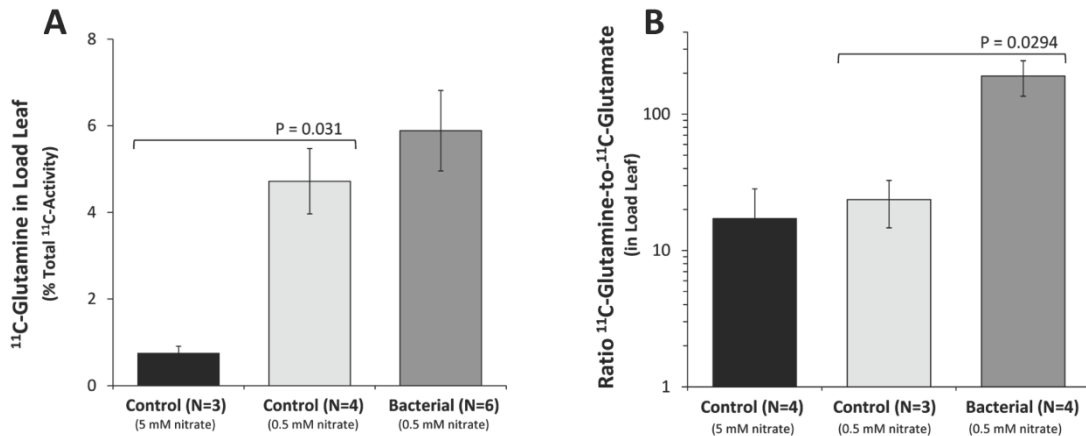 A
¹¹C-Glutamine in Load Leaf
(% Total ¹¹C-Activity)
8
6
4
2
0
P = 0.031
Control (N=3)
(5 mM nitrate)
Control (N=4)
(0.5 mM nitrate)
Bacterial (N=6)
(0.5 mM nitrate)
B
Ratio ¹¹C-Glutamine-to-¹¹C-Glutamate
(in Load Leaf)
100
10
1
P = 0.0294
Control (N=4)
(5 mM nitrate)
Control (N=3)
(0.5 mM nitrate)
Bacterial (N=4)
(0.5 mM nitrate)